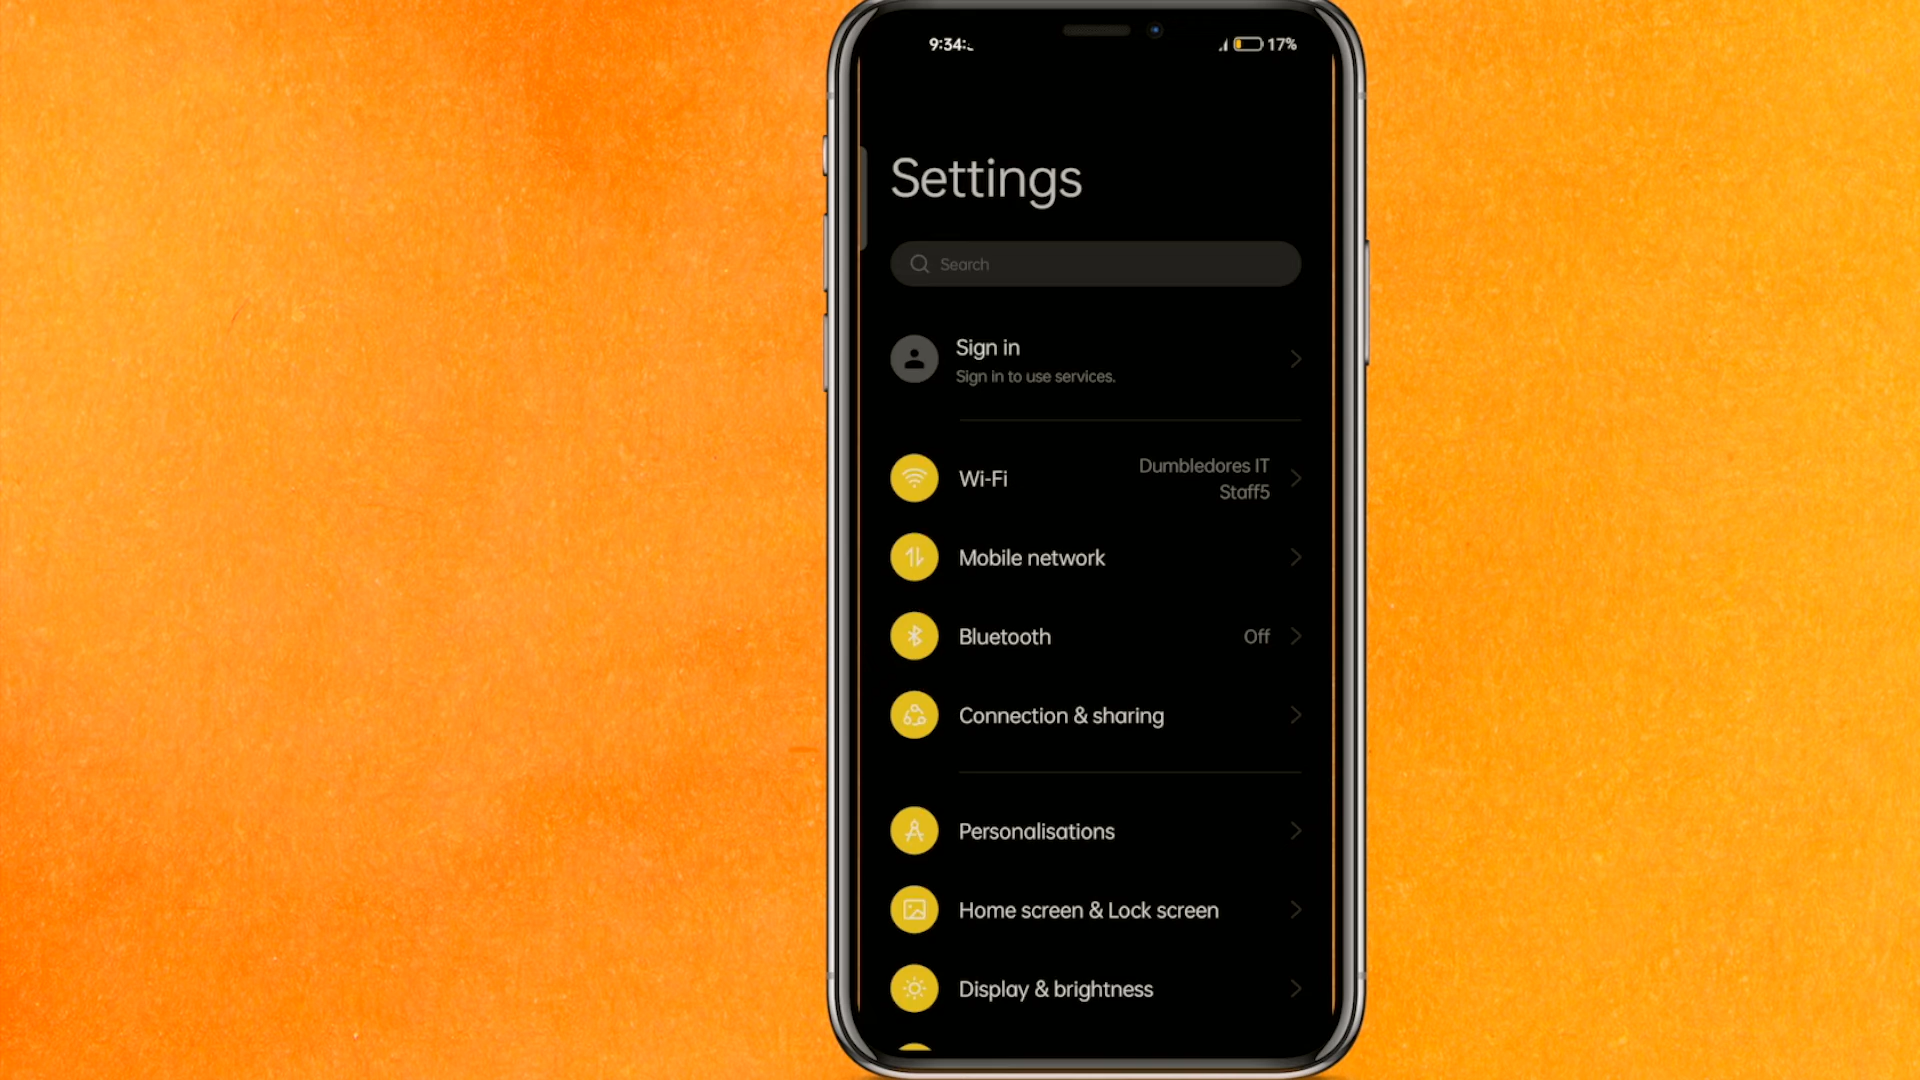 9:34:
17%
Settings
Search
Sign in
Sign in to use services.
Wi-Fi
Dumbledores IT
Staff5
Mobile network
Bluetooth
Off
Connection & sharing
Personalisations
Home screen & Lock screen
Display & brightness